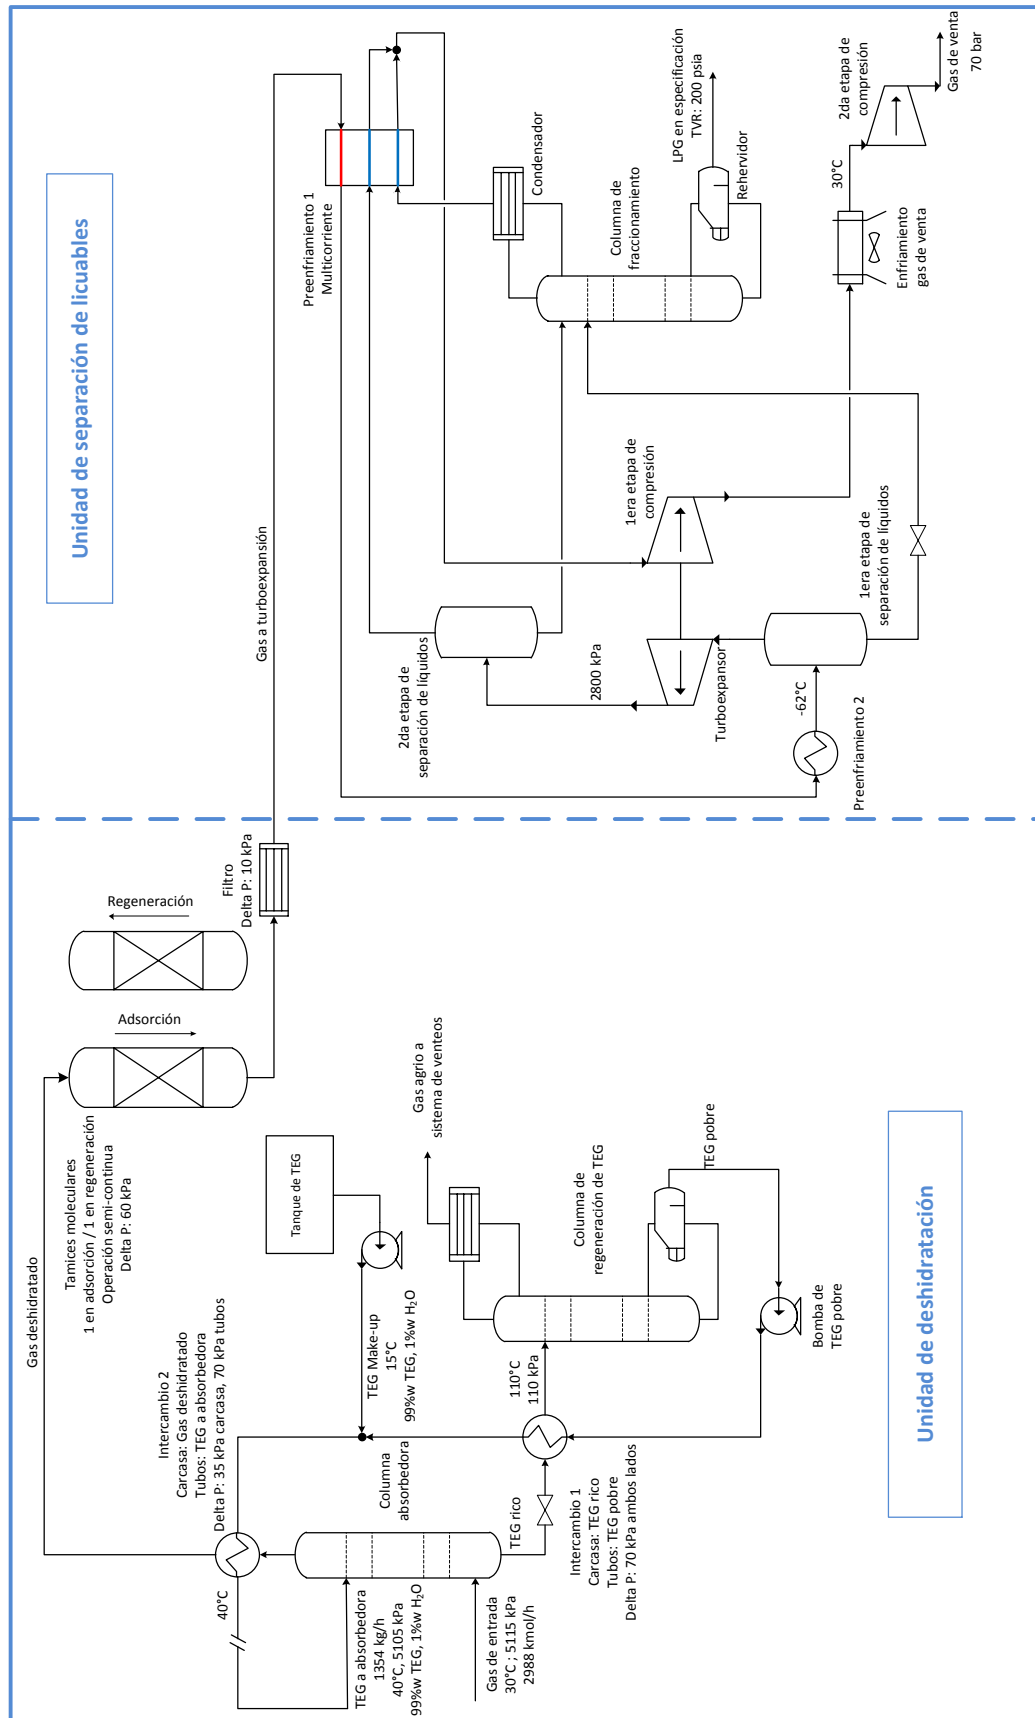 Unidad de deshidratación
Gas de entrada
30°C ; 5115 kPa
2988 kmol/h
TEG a absorbedora
1354 kg/h
40°C, 5105 kPa
99%w TEG, 1%w H₂O
40°C
Columna
absorbedora
TEG rico
Intercambio 2
Carcasa: Gas deshidratado
Tubos: TEG a absorbedora
Delta P: 35 kPa carcasa, 70 kPa tubos
Intercambio 1
Carcasa: TEG rico
Tubos: TEG pobre
Delta P: 70 kPa ambos lados
110°C
110 kPa
TEG Make-up
15°C
99%w TEG, 1%w H₂O
Tanque de TEG
Columna de
regeneración de TEG
Gas agrio a
sistema de venteos
TEG pobre
Bomba de
TEG pobre
Gas deshidratado
Tamices moleculares
1 en adsorción / 1 en regeneración
Operación semi-continua
Delta P: 60 kPa
Adsorción
Regeneración
Filtro
Delta P: 10 kPa
Unidad de separación de licuables
Gas a turboexpansión
Preenfriamiento 1
Multicorriente
Preenfriamiento 2
-62°C
1era etapa de
separación de líquidos
Turboexpansor
2800 kPa
2da etapa de
separación de líquidos
1era etapa de
compresión
Condensador
Columna de
fraccionamiento
Rehervidor
LPG en especificación
TVR: 200 psia
Enfriamiento
gas de venta
30°C
2da etapa de
compresión
Gas de venta
70 bar